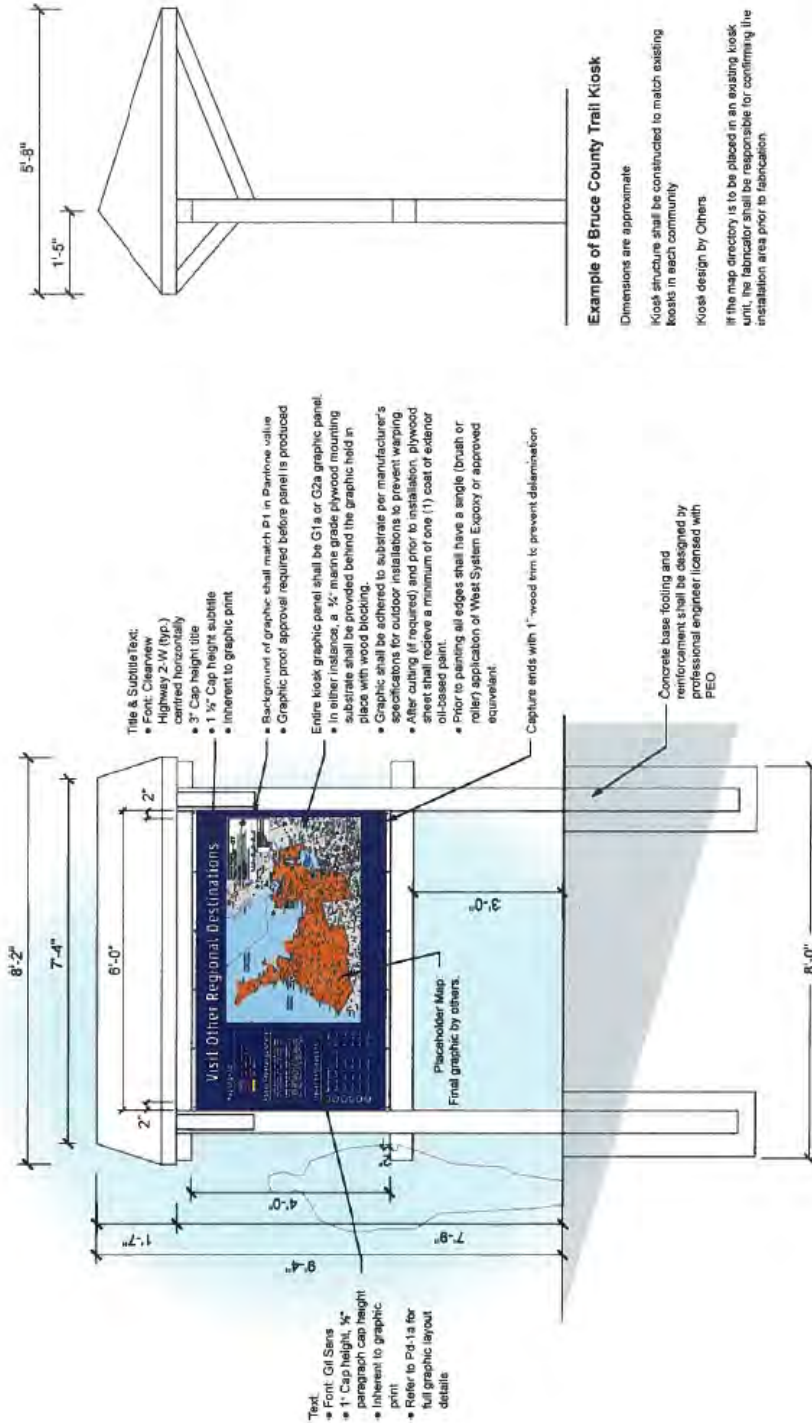 8'-2"
7'-4"
6'-0"
2"
2"
1'-7"
9'-4"
7'-9"
4'-0"
3'-0"
8'-0"
Visit Other Regional Destinations
Placeholder Map
Final graphic by others.
Text:
• Font: Gil Sans
• 1" Cap height, ½"
paragraph cap height
• Inherent to graphic
print
• Refer to Pd-1a for
full graphic layout
details
Title & SubtitleText:
• Font: Clearview
Highway 2-W (typ.)
centred horizontally
• 3" Cap height title
• 1 ½" Cap height subtitle
• Inherent to graphic print
• Background of graphic shall match P1 in Pantone value
• Graphic proof approval required before panel is produced
Entire kiosk graphic panel shall be G1a or G2a graphic panel.
• In either instance, a ¾" marine grade plywood mounting
substrate shall be provided behind the graphic held in
place with wood blocking.
• Graphic shall be adhered to substrate per manufacturer's
specifications for outdoor installations to prevent warping.
• After cutting (if required) and prior to installation, plywood
sheet shall recieve a minimum of one (1) coat of exterior
oil-based paint.
• Prior to painting all edges shall have a single (brush or
roller) application of West System Expoxy or approved
equivelant.
Capture ends with 1" wood trim to prevent delamination
Concrete base footing and
reinforcement shall be designed by
professional engineer licensed with
PEO
5'-8"
1'-5"
Example of Bruce County Trail Kiosk
Dimensions are approximate
Kiosk structure shall be constructed to match existing
kiosks in each community
Kiosk design by Others
If the map directory is to be placed in an existing kiosk
unit, the fabricator shall be responsible for confirming the
installation area prior to fabrication